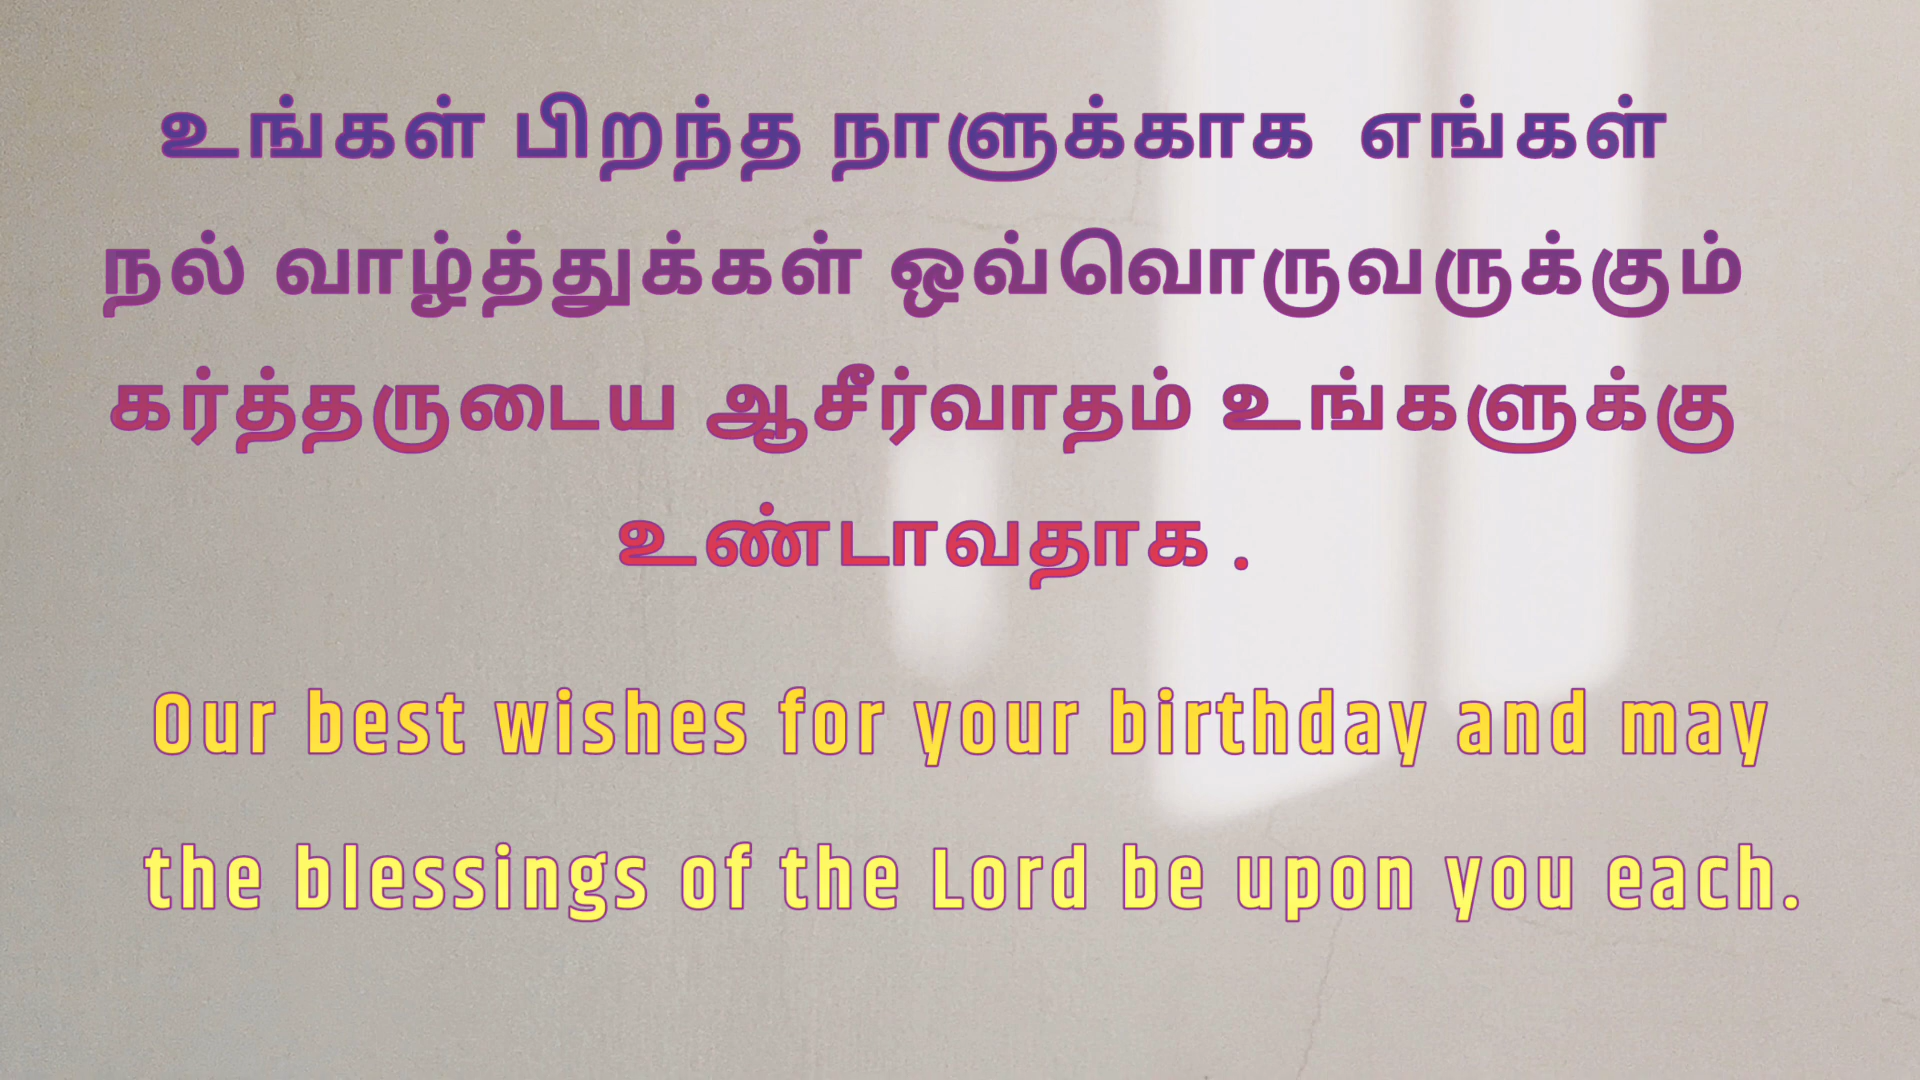 உங்கள் பிறந்த நாளுக்காக எங்கள்
நல் வாழ்த்துக்கள் ஒவ்வொருவருக்கும்
கர்த்தருடைய ஆசீர்வாதம் உங்களுக்கு
உண்டாவதாக .
Our best wishes for your birthday and may
the blessings of the Lord be upon you each.